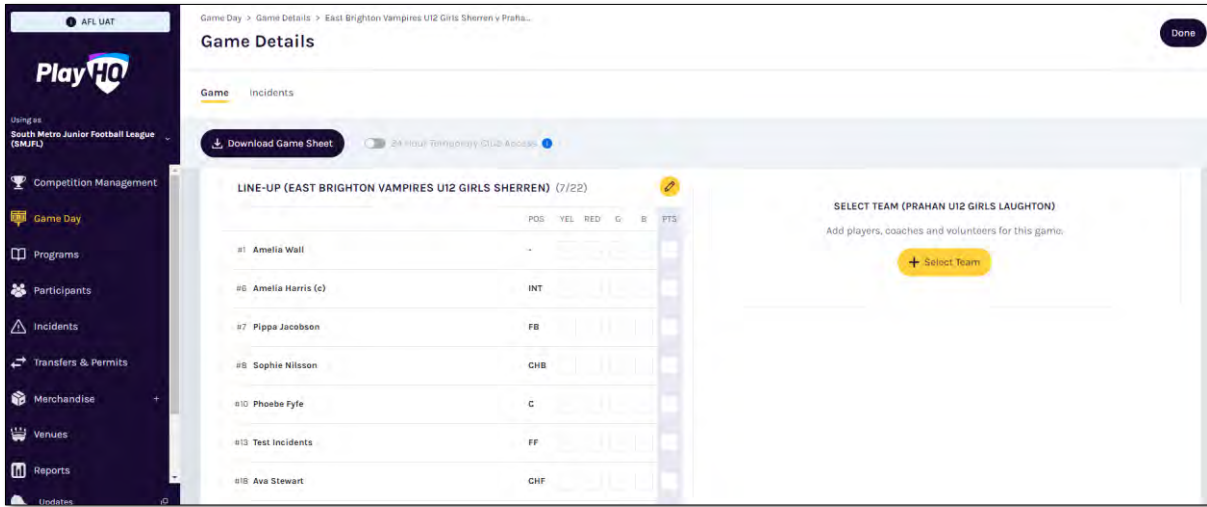 AFL UAT
PlayHQ
Using as
South Metro Junior Football League
(SMJFL)
Competition Management
Game Day
Programs
Participants
Incidents
Transfers & Permits
Merchandise +
Venues
Reports
Updates
Game Day > Game Details > East Brighton Vampires U12 Girls Sherren v Praha...
Game Details
Done
Game Incidents
Download Game Sheet
24 Hour Temporary Club Access
LINE-UP (EAST BRIGHTON VAMPIRES U12 GIRLS SHERREN) (7/22)
POS YEL RED G B PTS
#1 Amelia Wall -
#6 Amelia Harris (c) INT
#7 Pippa Jacobson FB
#8 Sophie Nilsson CHB
#10 Phoebe Fyfe C
#13 Test Incidents FF
#18 Ava Stewart CHF
SELECT TEAM (PRAHAN U12 GIRLS LAUGHTON)
Add players, coaches and volunteers for this game.
+ Select Team